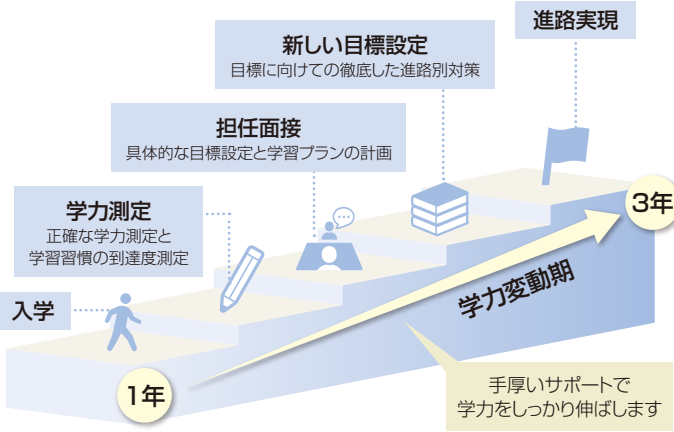 進路実現
新しい目標設定
目標に向けての徹底した進路別対策
担任面接
具体的な目標設定と学習プランの計画
学力測定
正確な学力測定と
学習習慣の到達度測定
入学
1年
学力変動期
3年
手厚いサポートで
学力をしっかり伸ばします